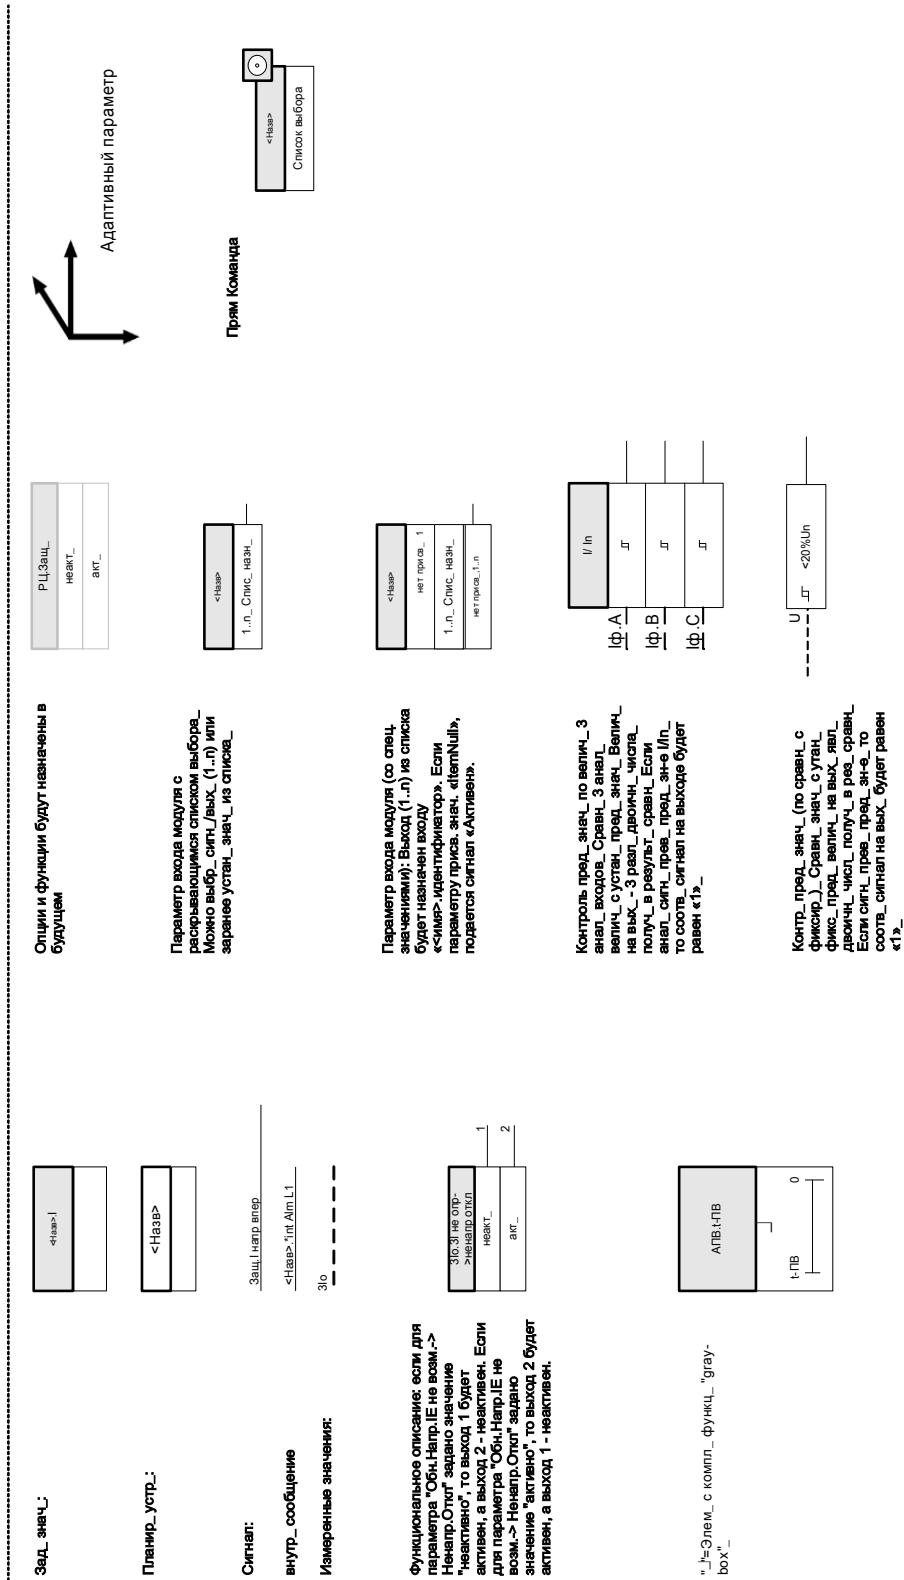 Зад_ знач_:
<Назв>.I
Планир_устр_:
<Назв>
Сигнал:
Защ.I напр впер
внутр_ сообщение
<Назв>.*int Alm L1
Измеренные значения:
3Io
Функциональное описание: если для
параметра "Обн.Напр.IE не возм.->
Ненапр.Откл" задано значение
"неактивно", то выход 1 будет
активен, а выход 2 - неактивен. Если
для параметра "Обн.Напр.IE не
возм.-> Ненапр.Откл" задано
значение "активно", то выход 2 будет
активен, а выход 1 - неактивен.
3Io.3I не опр-
>ненапр откл
неакт_
1
акт_
2
"_|"=Элем_ с компл_ функц_ "gray-
box"_
АПВ.t-ПВ
t-ПВ
0
Опции и функции будут назначены в
будущем
РЦ.Защ_
неакт_
акт_
Параметр входа модуля с
раскрывающимся списком выбора_
Можно выбр_ сигн_/вых_ (1..n) или
заранее устан_ знач_ из списка_
<Назв>
1..n_ Спис_ назн_
Параметр входа модуля (со спец.
значениями): Выход (1..n) из списка
будет назначен входу
«<имя>.идентификатор». Если
параметру присв. знач. «ItemNull»,
подается сигнал «Активен».
<Назв>
нет присв_ 1
1..n_ Спис_ назн_
нет присв_,1..n
Контроль пред_ знач_ по велич_ 3
анал_ входов_ Сравн_ 3 анал_
велич_ с устан_ пред_ знач_ Велич_
на вых_ - 3 разл_ двоичн_ числа_
получ_ в результ_ сравн_ Если
анал_ сигн_ прев_ пред_ зн-е I/In_
то соотв_ сигнал на выходе будет
равен «1»_
I/ In
Iф.A
Iф.B
Iф.C
Контр_ пред_ знач_ (по сравн_ с
фиксир_)_ Сравн_ знач_ с утан_
фикс_ пред_ велич_ на вых_ явл_
двоичн_ числ_ получ_ в рез_ сравн_
Если сигн_ прев_ пред_ зн-е_ то
соотв_ сигнал на вых_ будет равен
«1»_
U
<20%Un
Адаптивный параметр
Прям Команда
<Назв>
Список выбора